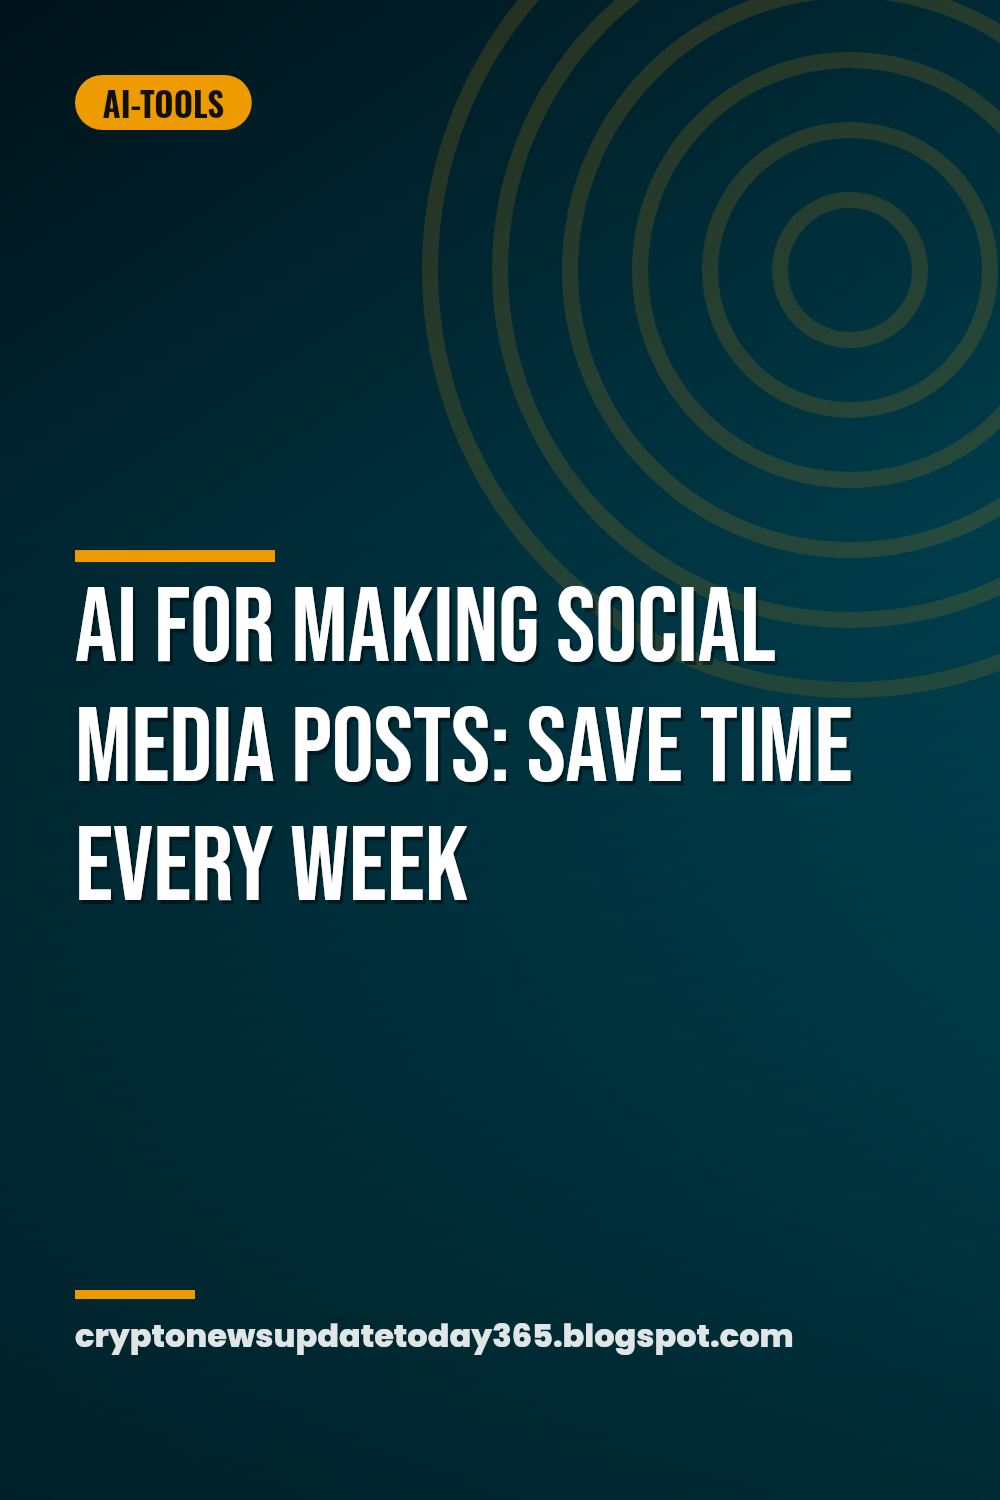 AI-TOOLS
AI FOR MAKING SOCIAL
MEDIA POSTS: SAVE TIME
EVERY WEEK
cryptonewsupdatetoday365.blogspot.com